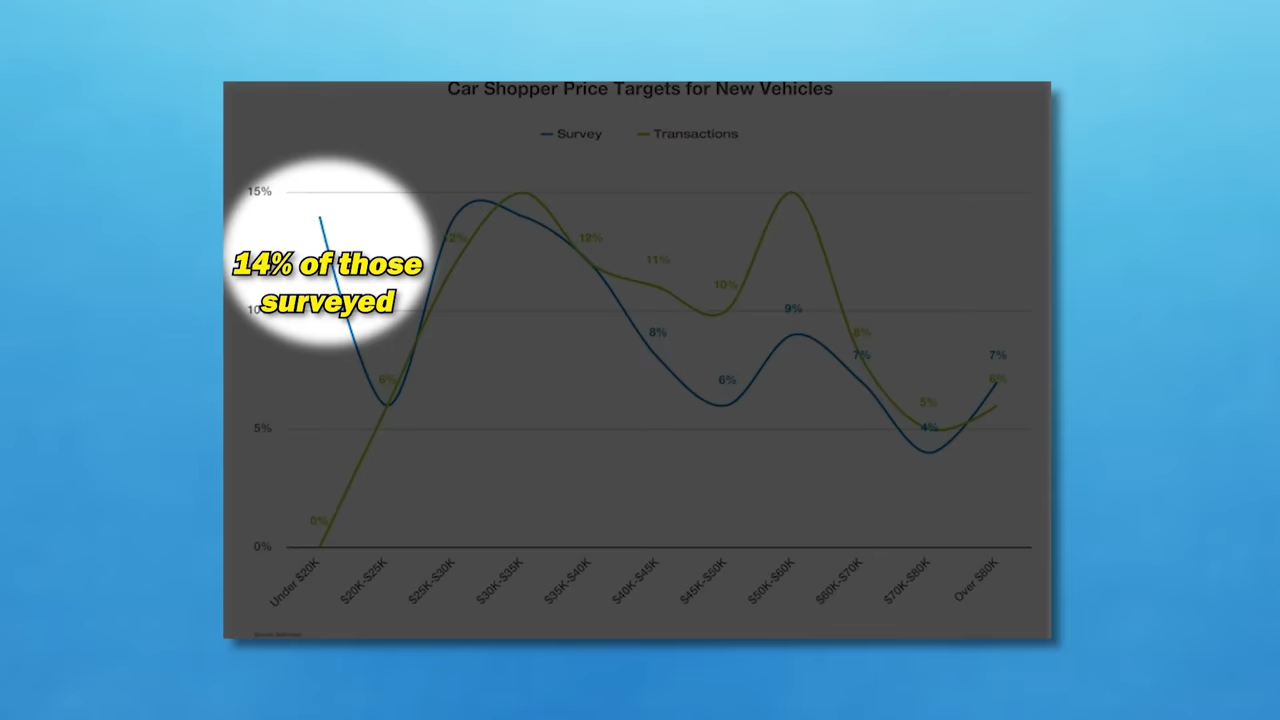 Car Shopper Price Targets for New Vehicles
Survey Transactions
15%
14% of those
surveyed
2% 12%
11%
10%
9%
8% 8%
7% 7%
6% 6% 6%
5%
4%
5%
0%
0%
Under $20K $20K-$25K $25K-$30K $30K-$35K $35K-$40K $40K-$45K $45K-$50K $50K-$60K $60K-$70K $70K-$80K Over $80K